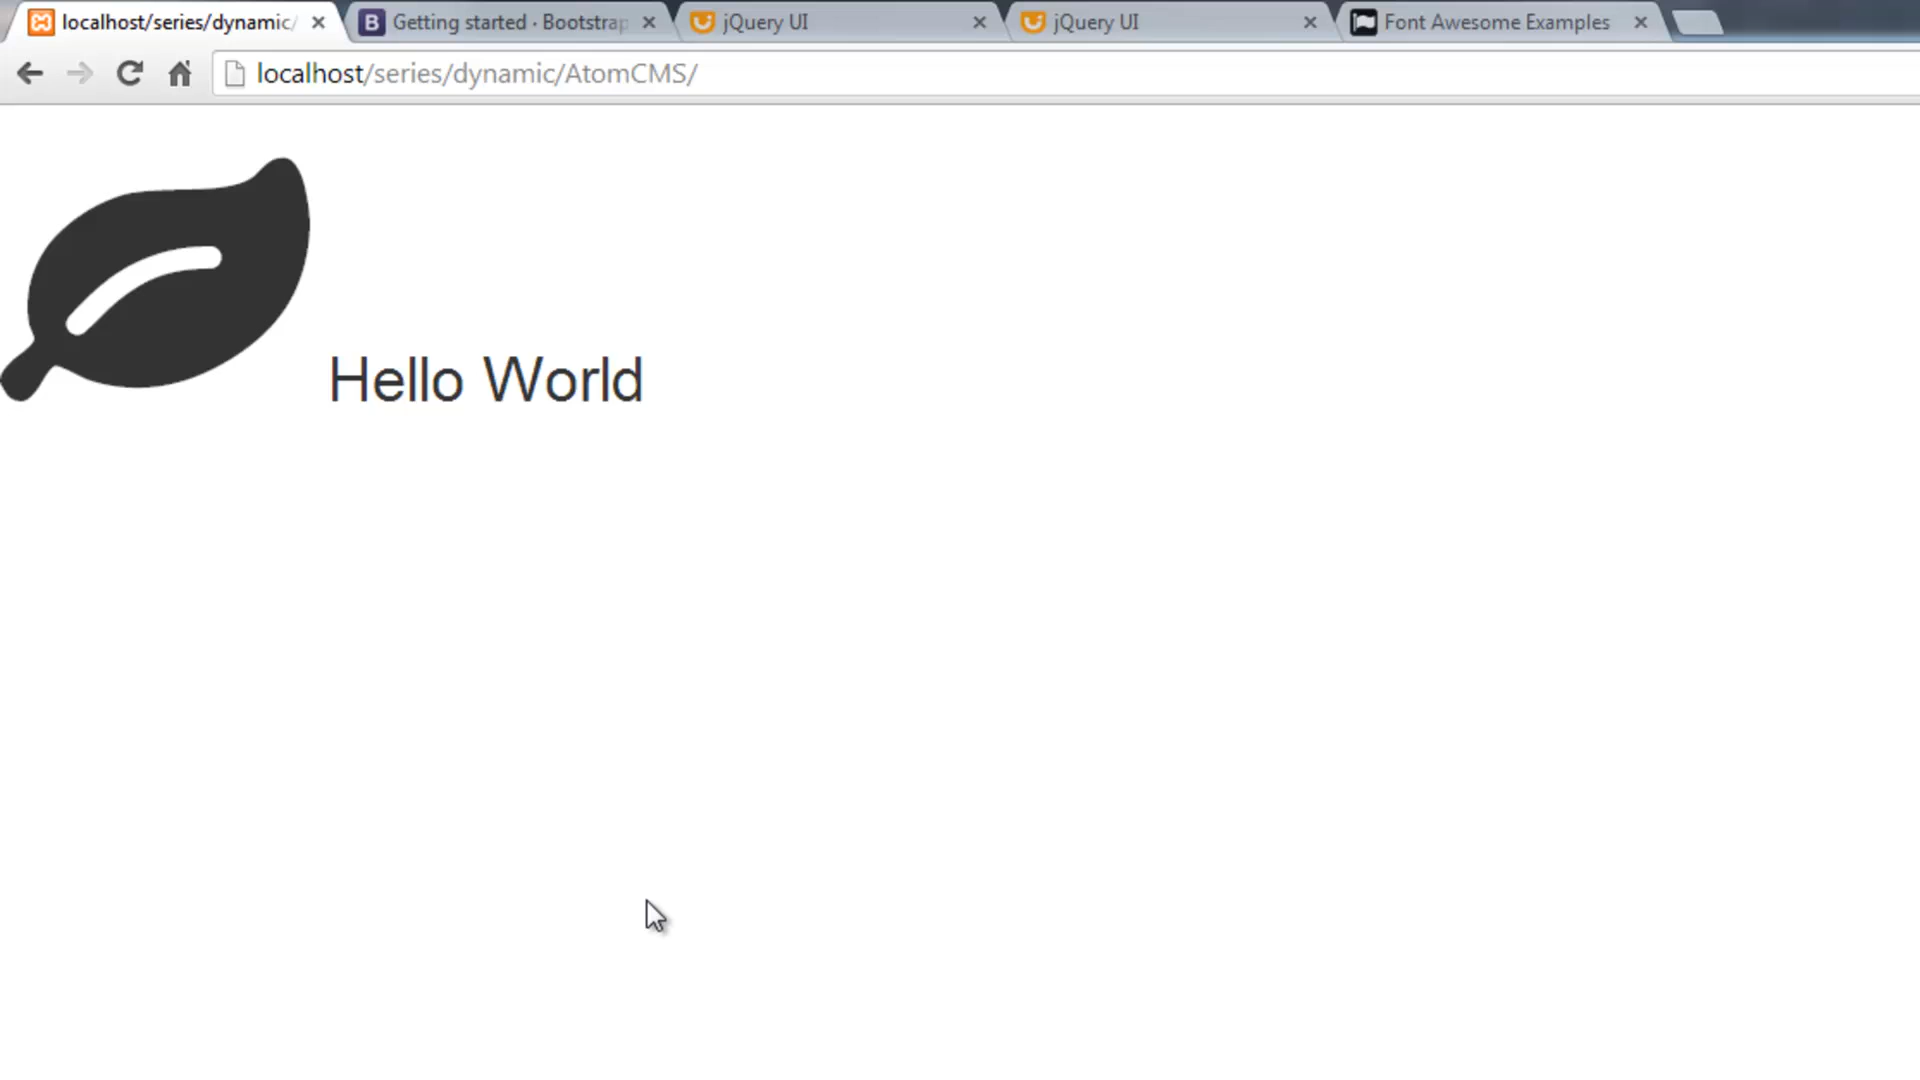 localhost/series/dynamic/
Getting started · Bootstrap
jQuery UI
jQuery UI
Font Awesome Examples
localhost/series/dynamic/AtomCMS/
Hello World